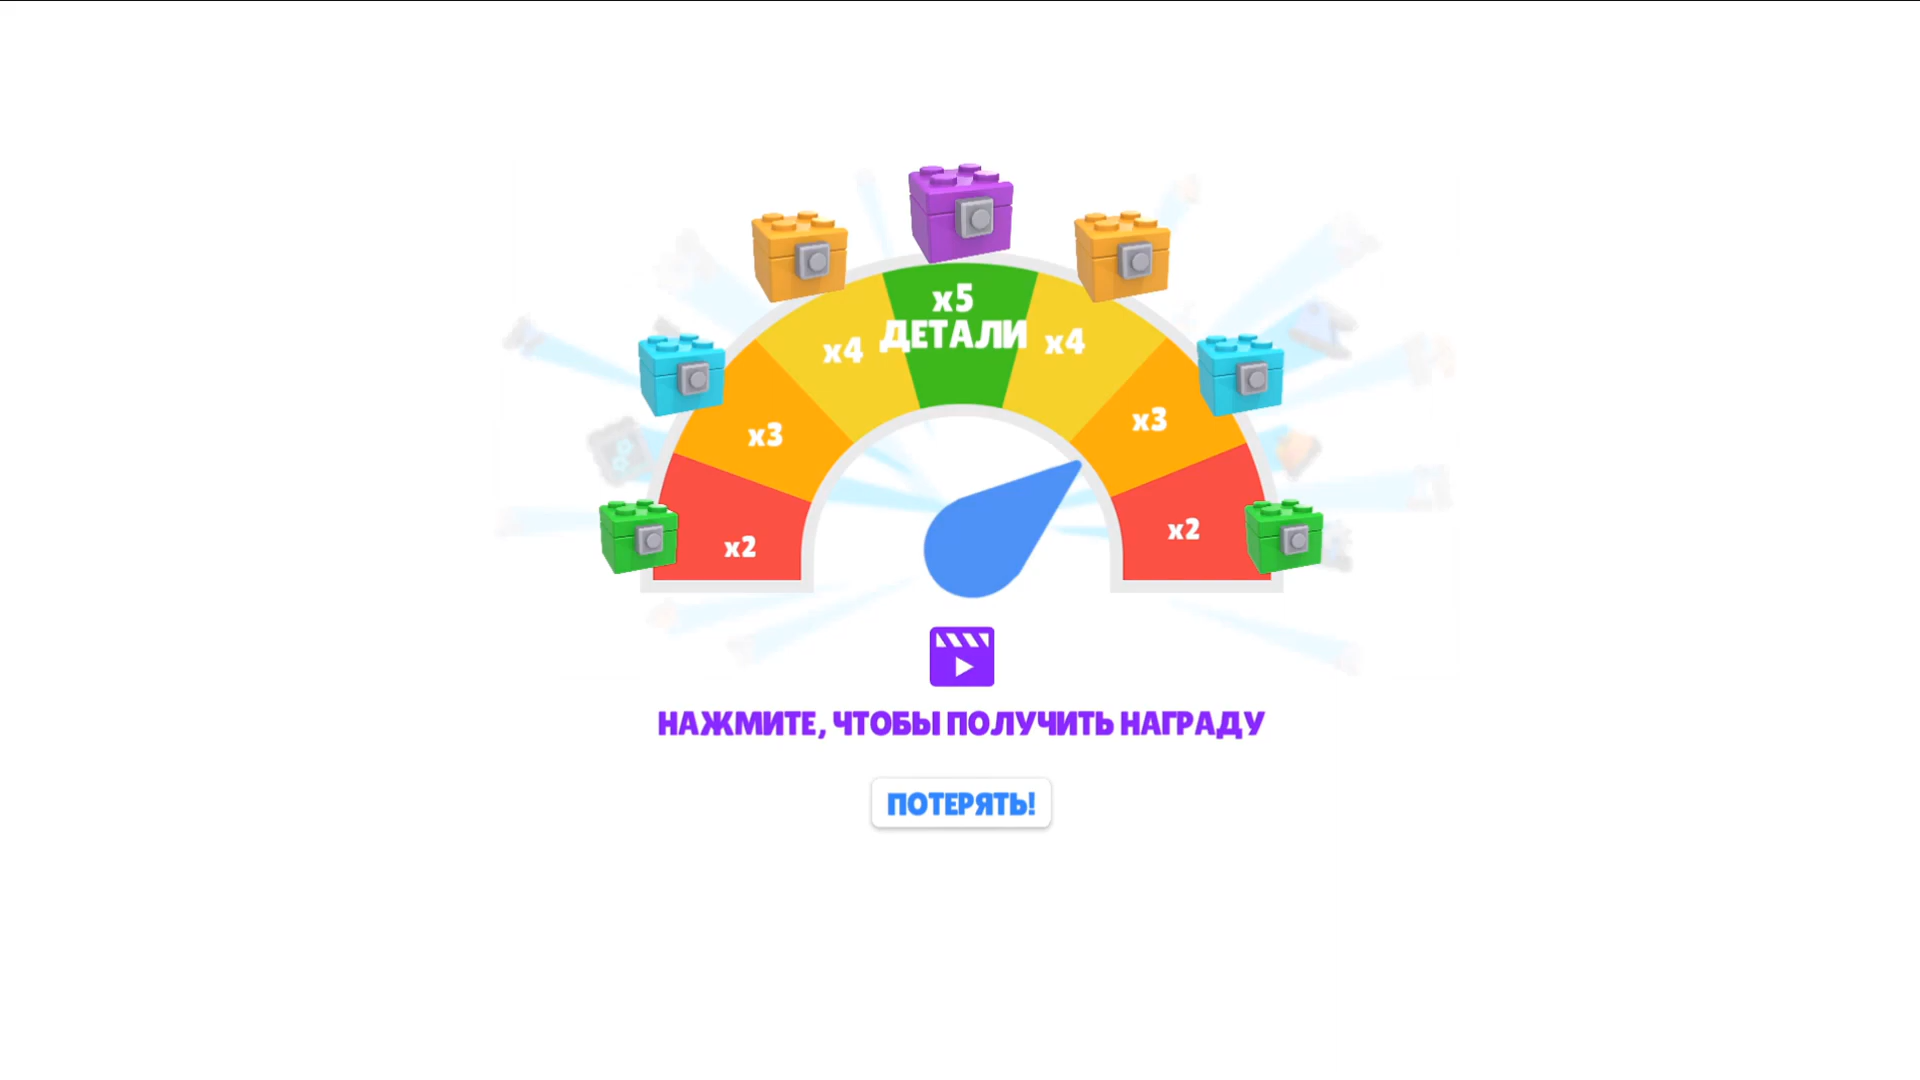 x5
ДЕТАЛИ
x4
x4
x3
x3
x2
x2
НАЖМИТЕ, ЧТОБЫ ПОЛУЧИТЬ НАГРАДУ
ПОТЕРЯТЬ!